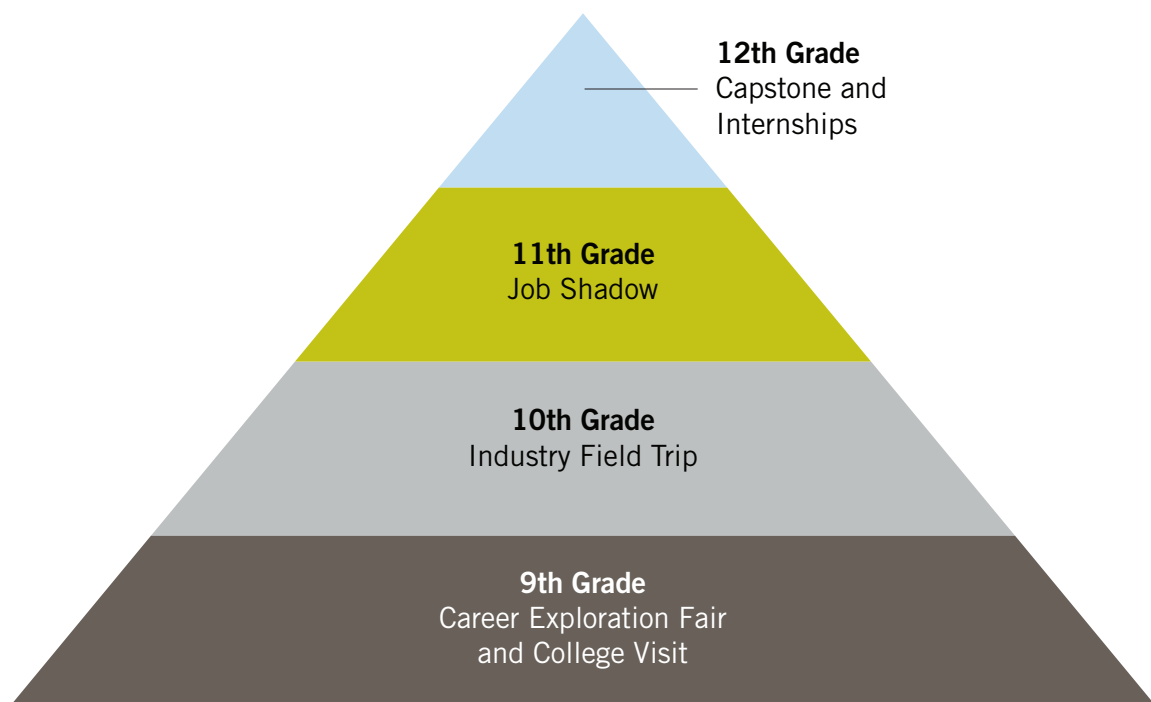 12th Grade
Capstone and
Internships
11th Grade
Job Shadow
10th Grade
Industry Field Trip
9th Grade
Career Exploration Fair
and College Visit